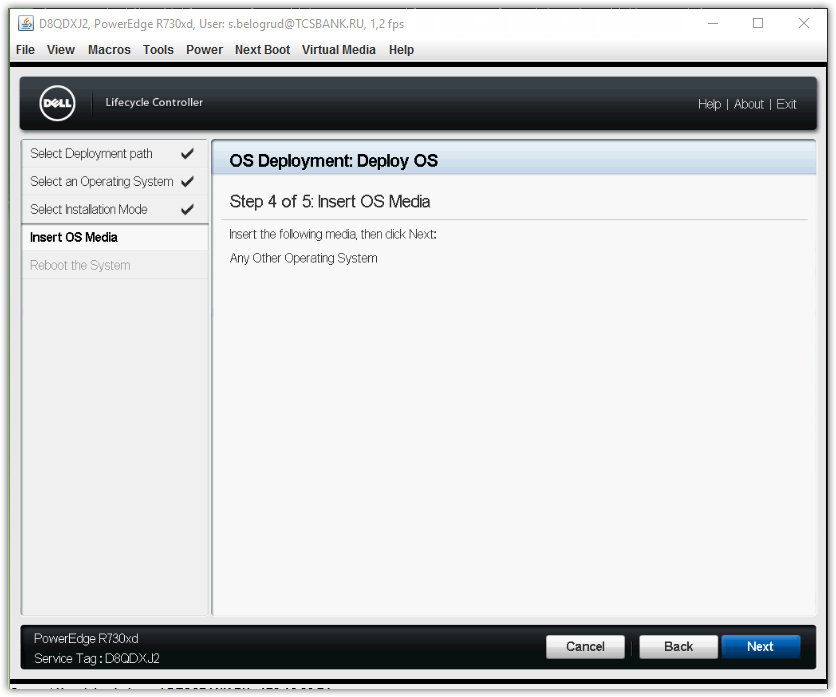 D8QDXJ2, PowerEdge R730xd, User: s.belogrud@TCSBANK.RU, 1,2 fps
File View Macros Tools Power Next Boot Virtual Media Help
DELL Lifecycle Controller Help | About | Exit
Select Deployment path
Select an Operating System
Select Installation Mode
Insert OS Media
Reboot the System
OS Deployment: Deploy OS
Step 4 of 5: Insert OS Media
Insert the following media, then click Next:
Any Other Operating System
PowerEdge R730xd
Service Tag : D8QDXJ2
Cancel Back Next